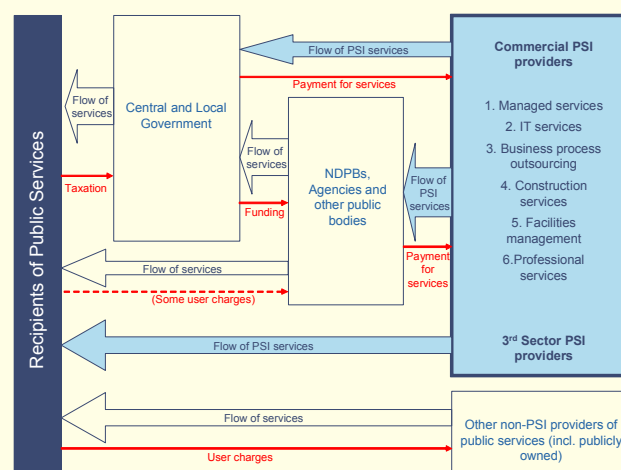 Recipients of Public Services
Flow of
services
Taxation
Central and Local
Government
Flow of PSI services
Payment for services
Flow of
services
Funding
NDPBs,
Agencies and
other public
bodies
Flow of
PSI
services
Payment
for
services
Flow of services
(Some user charges)
Flow of PSI services
Flow of services
User charges
Commercial PSI
providers
1. Managed services
2. IT services
3. Business process
outsourcing
4. Construction
services
5. Facilities
management
6.Professional
services
3rd Sector PSI
providers
Other non-PSI providers of
public services (incl. publicly
owned)